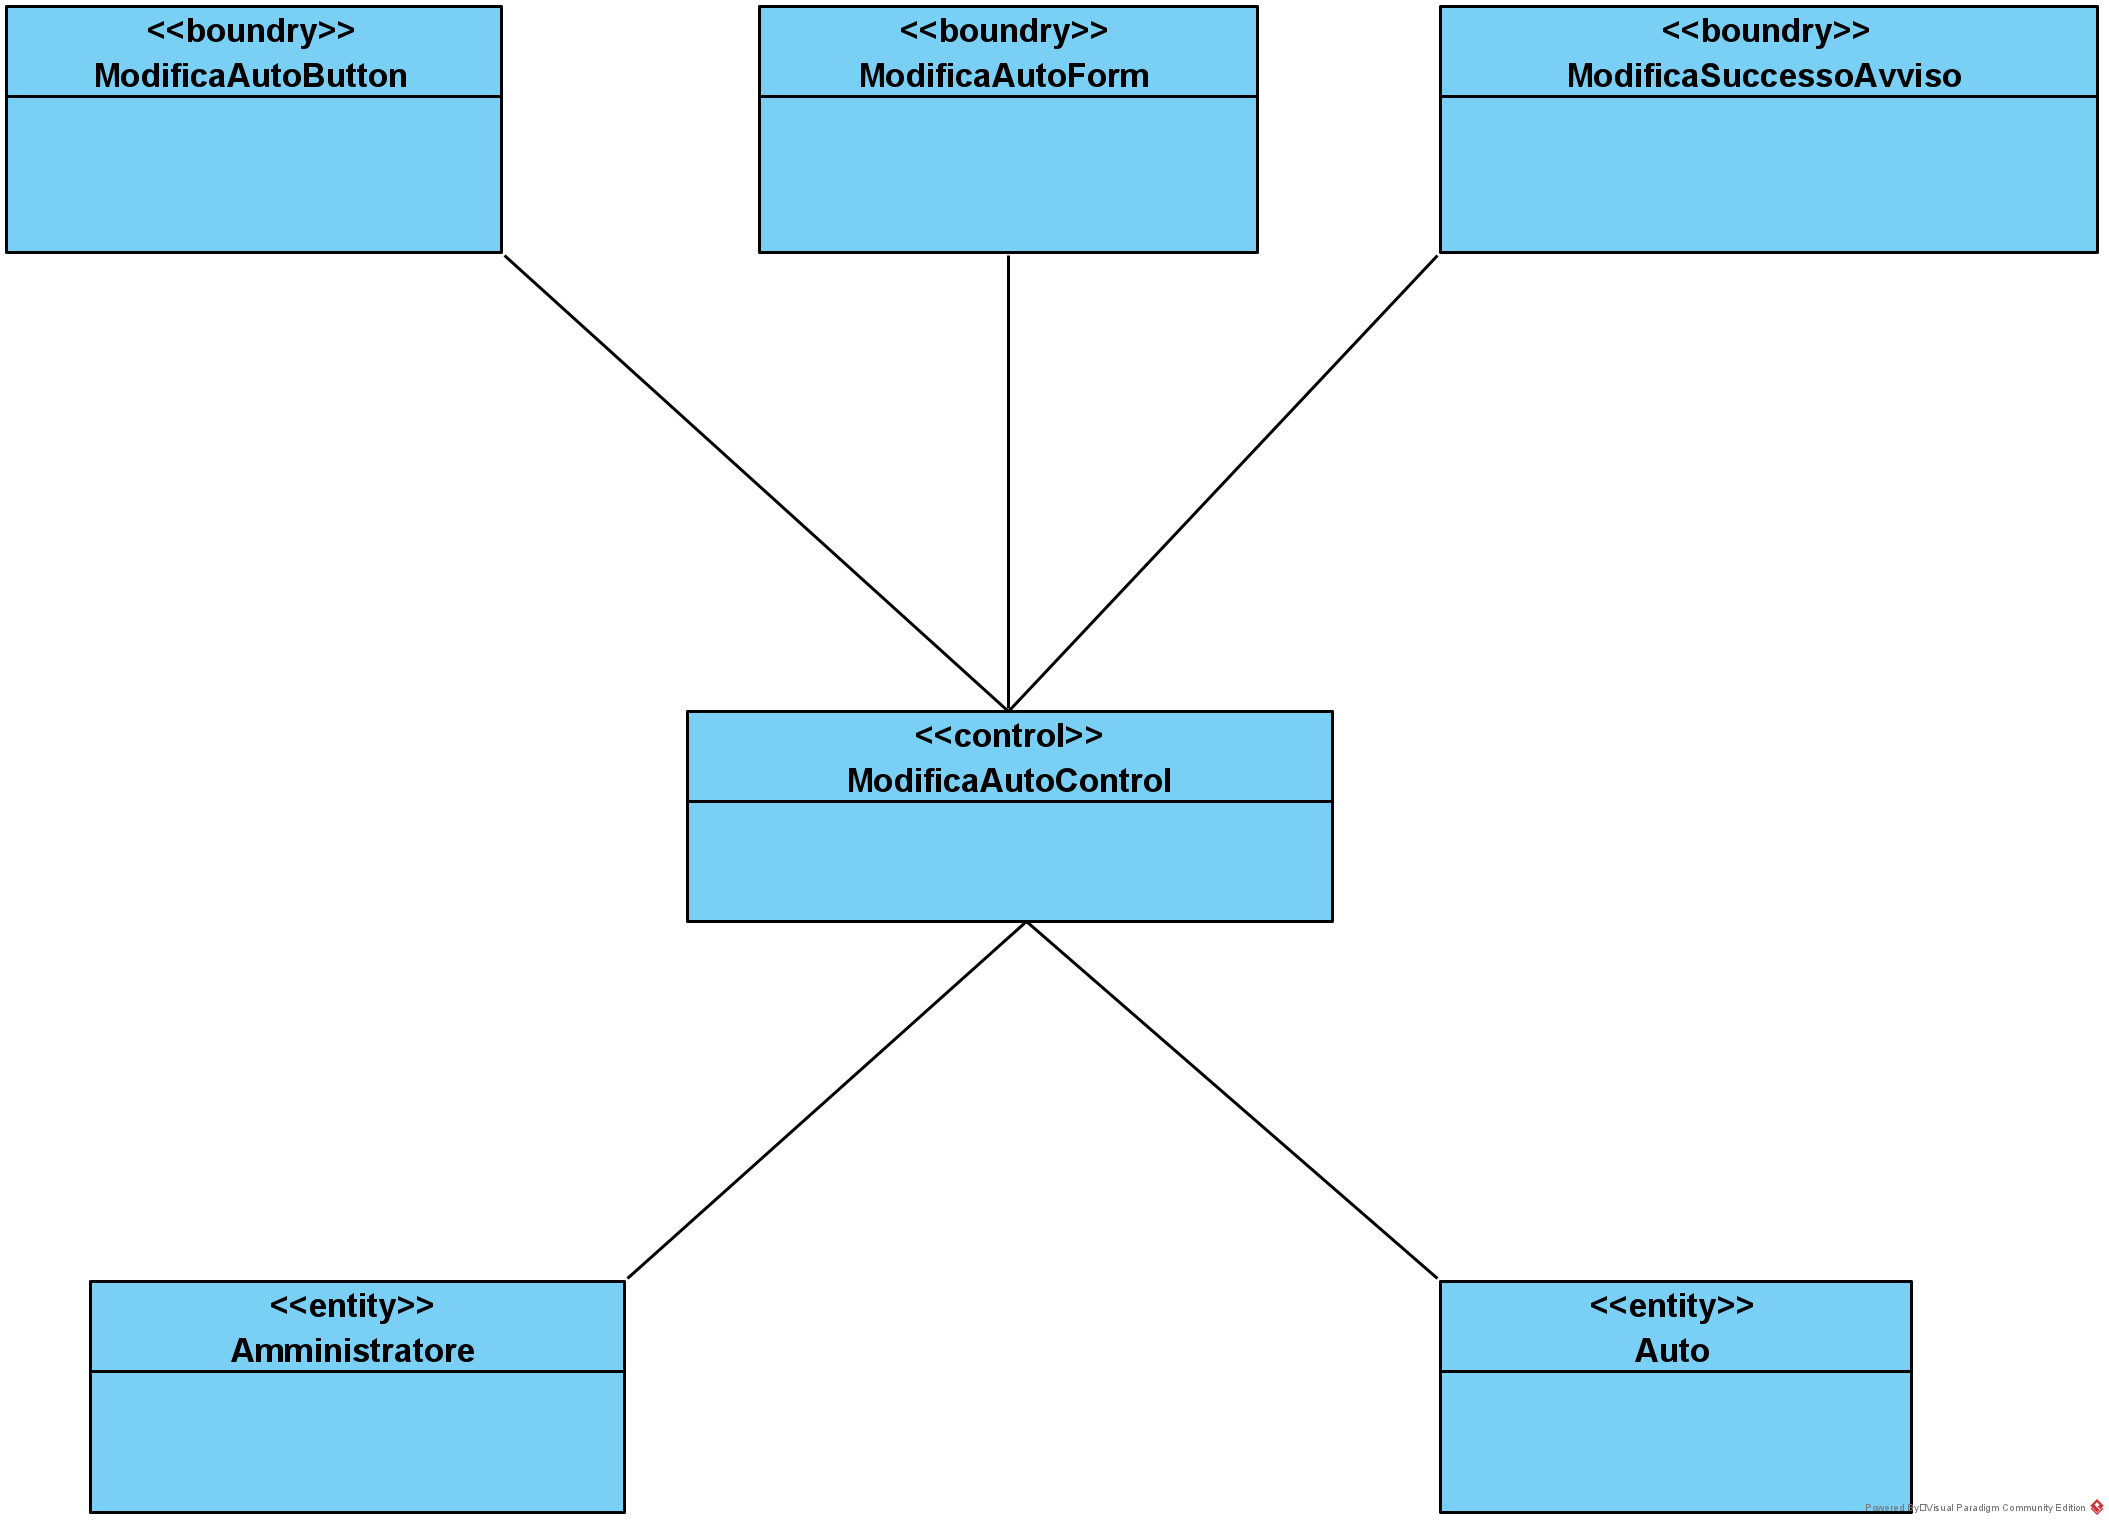 <<boundry>>
ModificaAutoButton
<<boundry>>
ModificaAutoForm
<<boundry>>
ModificaSuccessoAvviso
<<control>>
ModificaAutoControl
<<entity>>
Amministratore
<<entity>>
Auto
Powered By Visual Paradigm Community Edition